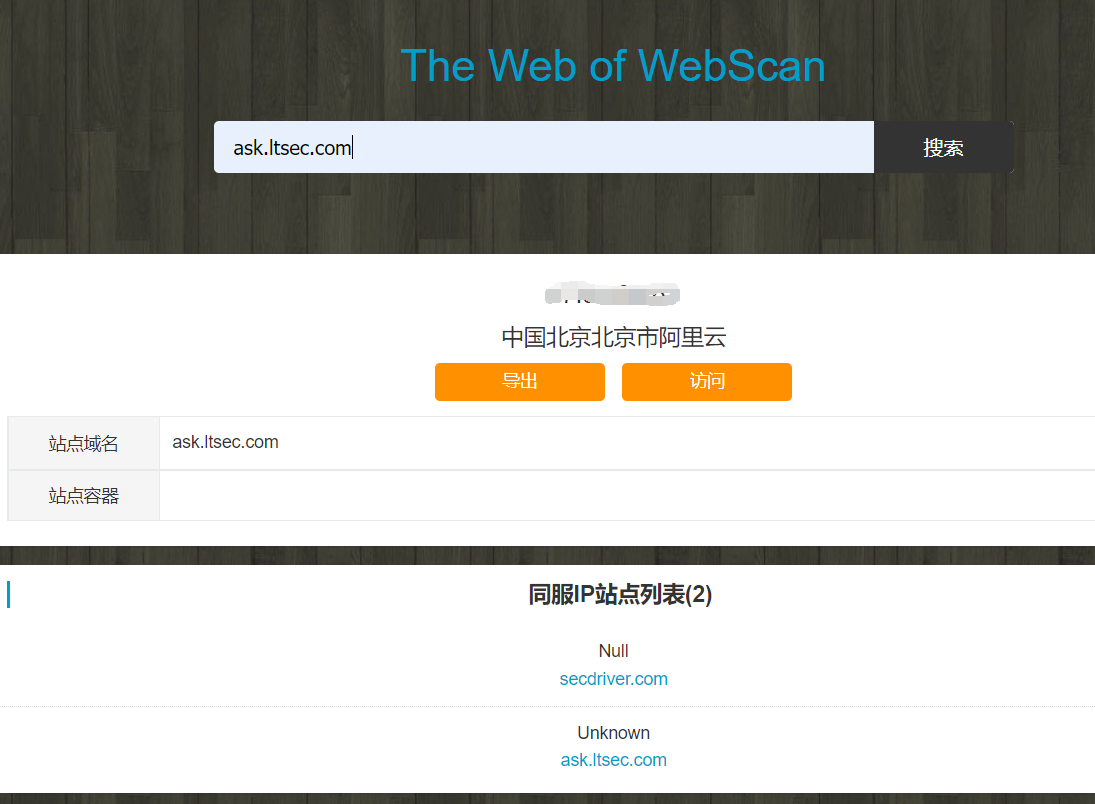 The Web of WebScan
ask.ltsec.com
搜索
中国北京北京市阿里云
导出
访问
站点域名
ask.ltsec.com
站点容器
同服IP站点列表(2)
Null
secdriver.com
Unknown
ask.ltsec.com